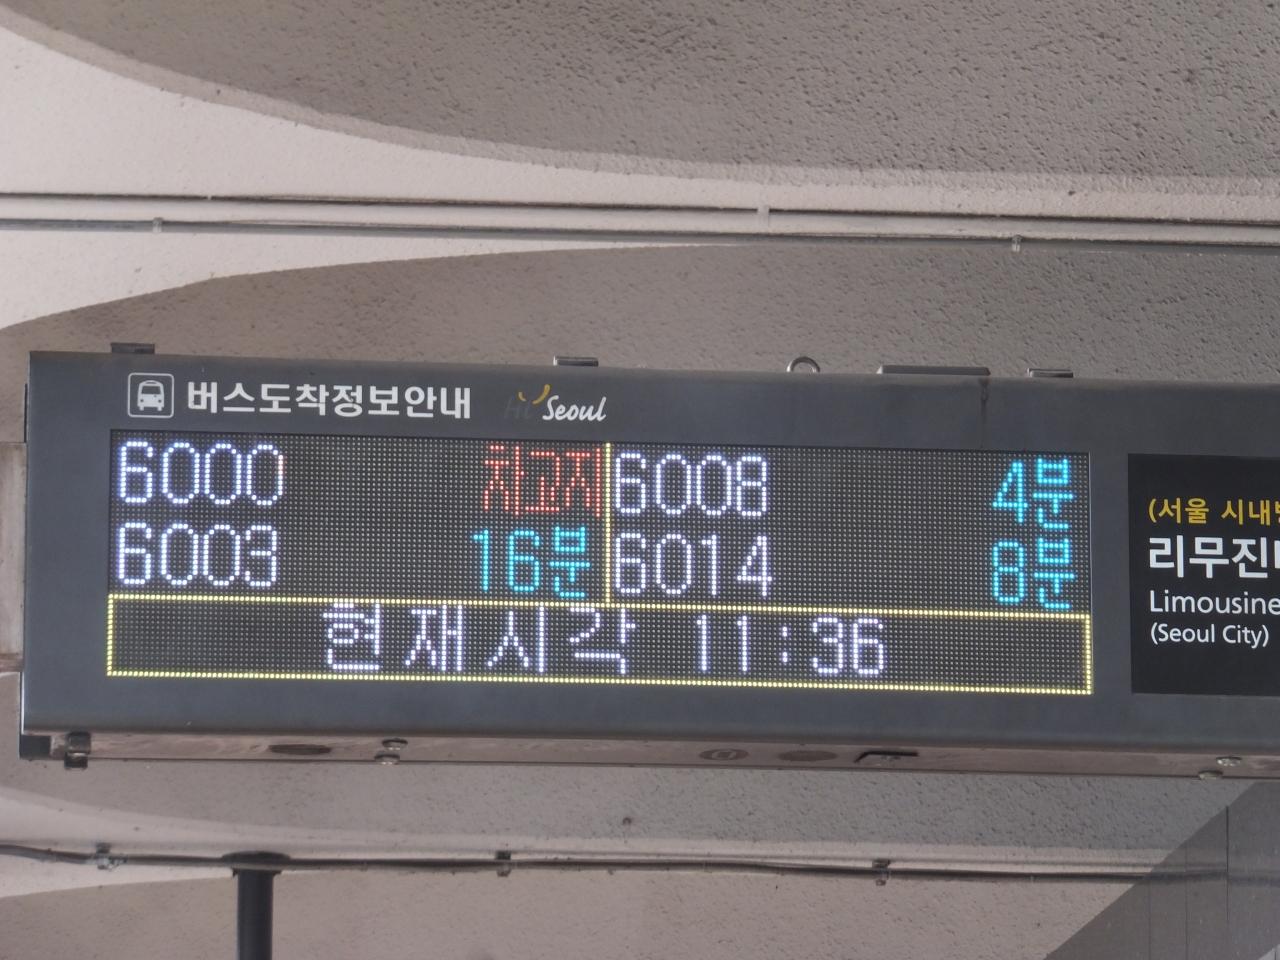 버스도착정보안내 Hi Seoul
6000 차고지 6008 4분
6003 16분 6014 8분
현재시각 11:36
(서울 시내
리무진
Limousine
(Seoul City)